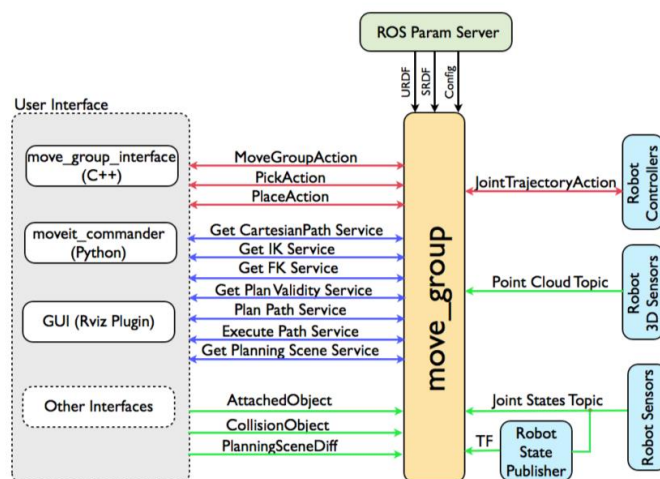 ROS Param Server
URDF
SRDF
Config
User Interface
move_group_interface
(C++)
moveit_commander
(Python)
GUI (Rviz Plugin)
Other Interfaces
MoveGroupAction
PickAction
PlaceAction
Get CartesianPath Service
Get IK Service
Get FK Service
Get Plan Validity Service
Plan Path Service
Execute Path Service
Get Planning Scene Service
AttachedObject
CollisionObject
PlanningSceneDiff
move_group
JointTrajectoryAction
Robot
Controllers
Point Cloud Topic
Robot
3D Sensors
Joint States Topic
Robot Sensors
TF
Robot
State
Publisher